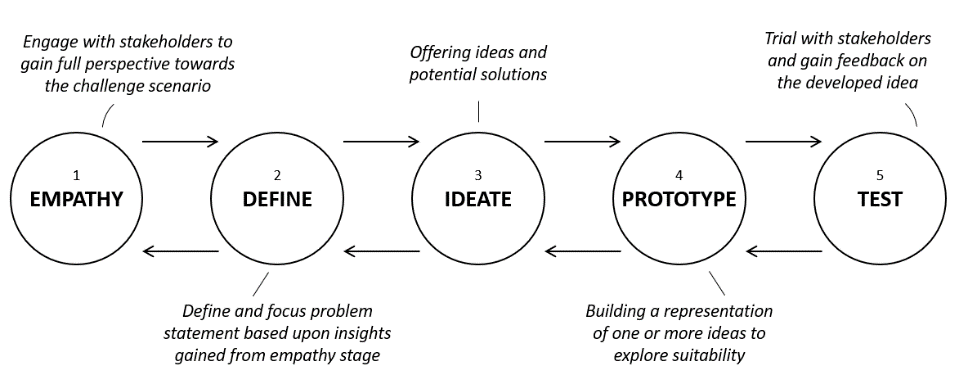 Engage with stakeholders to
gain full perspective towards
the challenge scenario
Offering ideas and
potential solutions
Trial with stakeholders
and gain feedback on
the developed idea
1
EMPATHY
2
DEFINE
3
IDEATE
4
PROTOTYPE
5
TEST
Define and focus problem
statement based upon insights
gained from empathy stage
Building a representation
of one or more ideas to
explore suitability